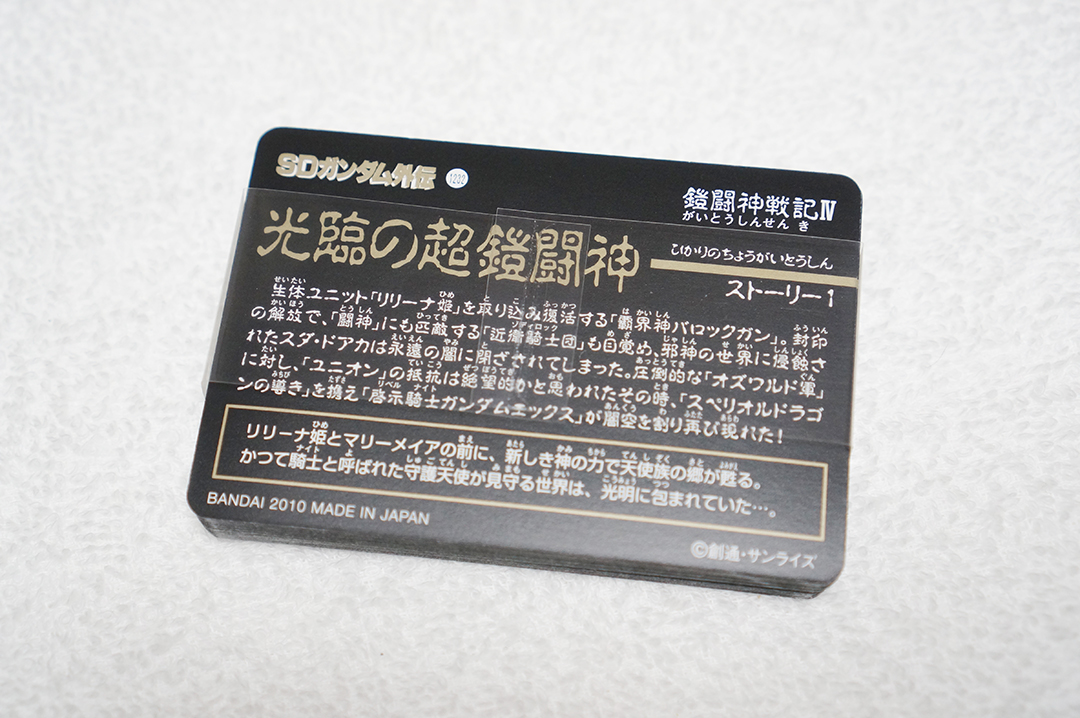 SDガンダム外伝 1232
鎧闘神戦記Ⅳ
がいとうしんせんき
光臨の超鎧闘神
ひかりのちょうがいとうしん
ストーリー1
生体ユニット「リリーナ姫」を取り込み復活する「覇界神バロックガン」。封印
の解放で、「闘神」にも匹敵する「近衛騎士団」も目覚め、邪神の世界に侵蝕さ
れたスダ・ドアカは永遠の闇に閉ざされてしまった。圧倒的な「オズワルド軍」
に対し、「ユニオン」の抵抗は絶望的かと思われたその時、「スペリオルドラゴ
ンの導き」を携え「啓示騎士ガンダムエックス」が闇空を割り再び現れた!
リリーナ姫とマリーメイアの前に、新しき神の力で天使族の郷が甦る。
かつて騎士と呼ばれた守護天使が見守る世界は、光明に包まれていた…。
BANDAI 2010 MADE IN JAPAN
©創通・サンライズ